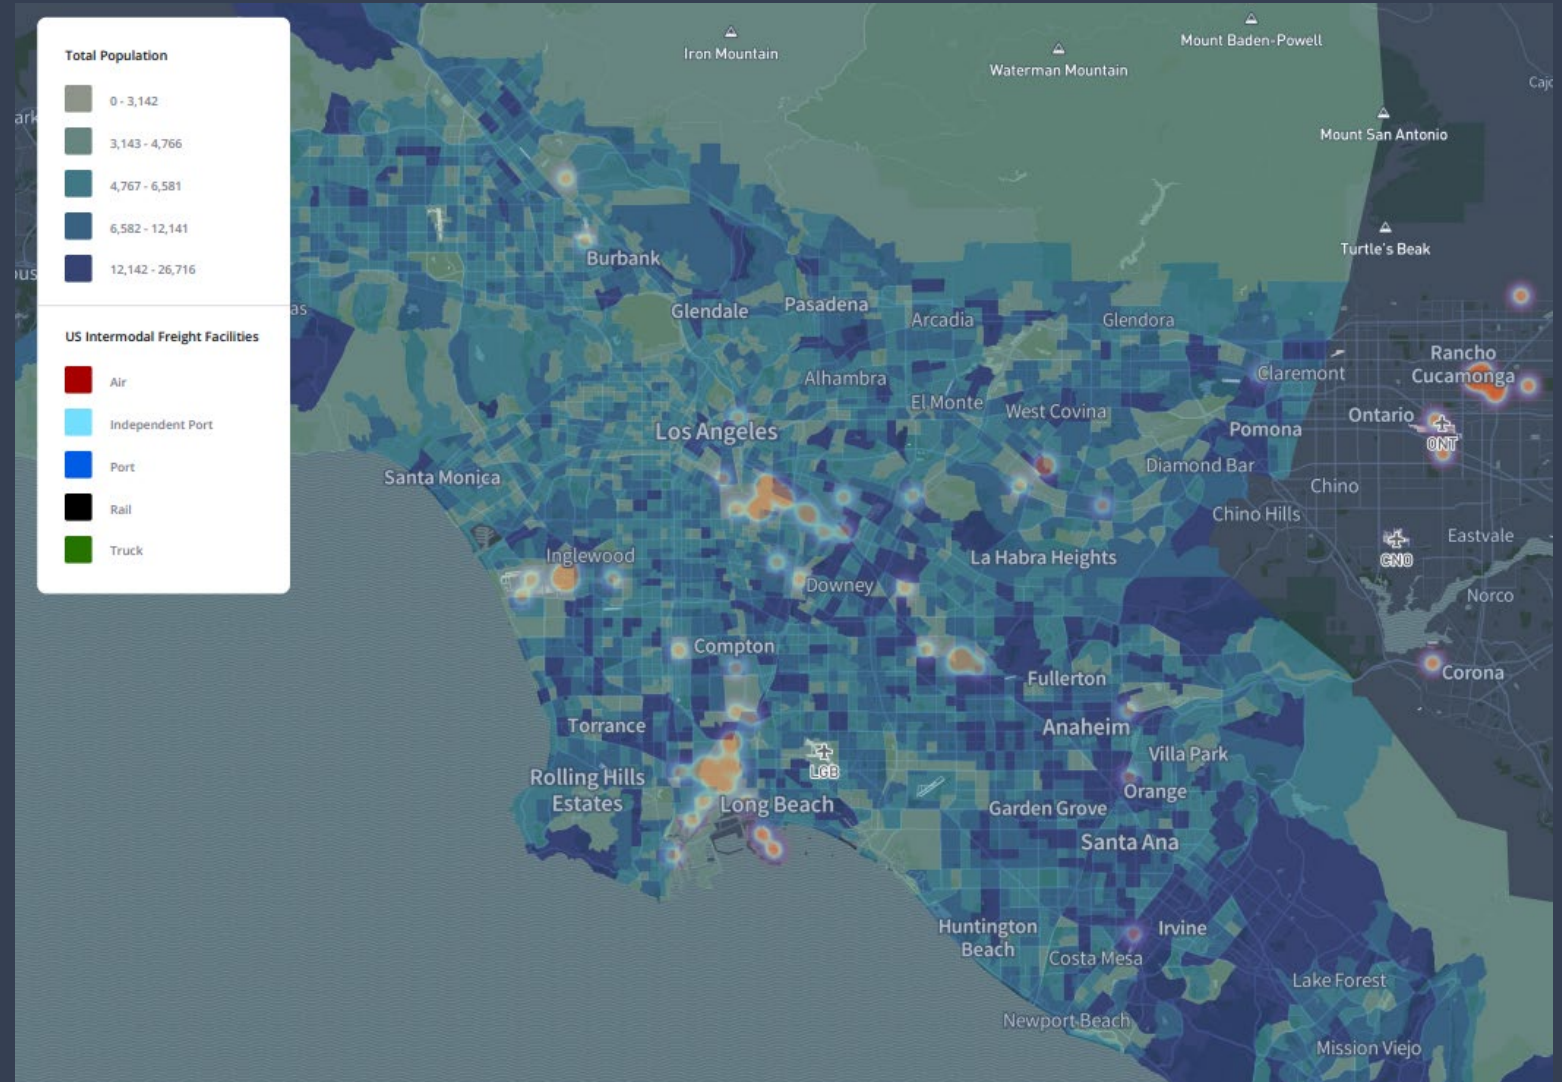 Total Population
0 - 3,142
3,143 - 4,766
4,767 - 6,581
6,582 - 12,141
12,142 - 26,716
US Intermodal Freight Facilities
Air
Independent Port
Port
Rail
Truck
Iron Mountain
Waterman Mountain
Mount Baden-Powell
Mount San Antonio
Turtle's Beak
Burbank
Glendale
Pasadena
Arcadia
Glendora
Claremont
Rancho
Cucamonga
Alhambra
El Monte
West Covina
Ontario
ONT
Los Angeles
Pomona
Santa Monica
Diamond Bar
Chino
Chino Hills
Eastvale
CNO
Inglewood
La Habra Heights
Downey
Norco
Compton
Fullerton
Corona
Torrance
Anaheim
Villa Park
LGB
Rolling Hills
Estates
Long Beach
Orange
Garden Grove
Santa Ana
Huntington
Beach
Irvine
Costa Mesa
Lake Forest
Newport Beach
Mission Viejo